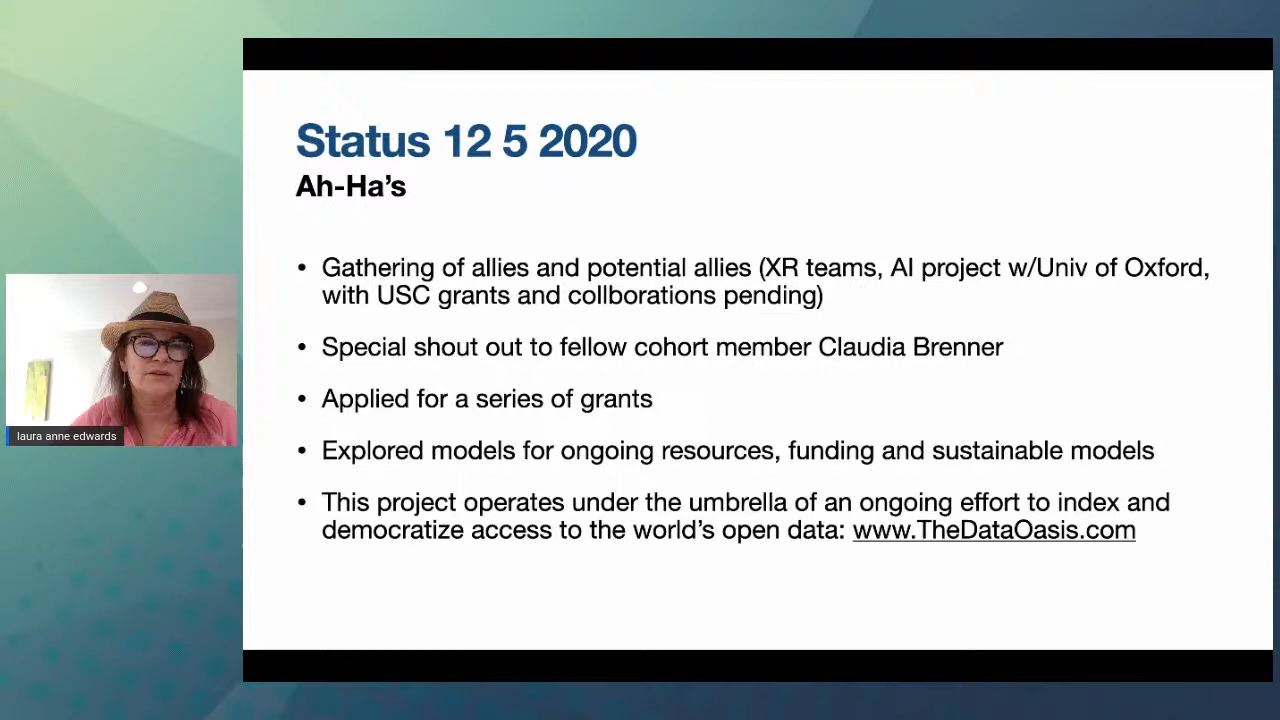 Status 12 5 2020
Ah-Ha's
• Gathering of allies and potential allies (XR teams, AI project w/Univ of Oxford,
with USC grants and collborations pending)
• Special shout out to fellow cohort member Claudia Brenner
• Applied for a series of grants
• Explored models for ongoing resources, funding and sustainable models
• This project operates under the umbrella of an ongoing effort to index and
democratize access to the world's open data: www.TheDataOasis.com
laura anne edwards